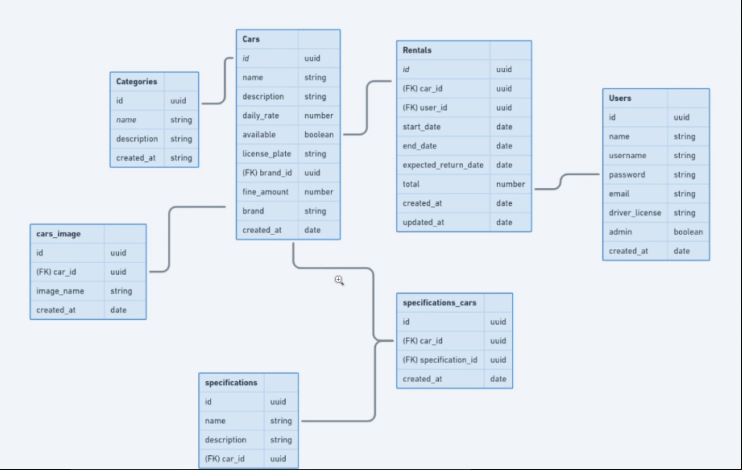 Cars
id uuid
name string
description string
daily_rate number
available boolean
license_plate string
(FK) brand_id uuid
fine_amount number
brand string
created_at date
Rentals
id uuid
(FK) car_id uuid
(FK) user_id uuid
start_date date
end_date date
expected_return_date date
total number
created_at date
updated_at date
Categories
id uuid
name string
description string
created_at string
Users
id uuid
name string
username string
password string
email string
driver_license string
admin boolean
created_at date
cars_image
id uuid
(FK) car_id uuid
image_name string
created_at date
specifications_cars
id uuid
(FK) car_id uuid
(FK) specification_id uuid
created_at date
specifications
id uuid
name string
description string
(FK) car_id uuid